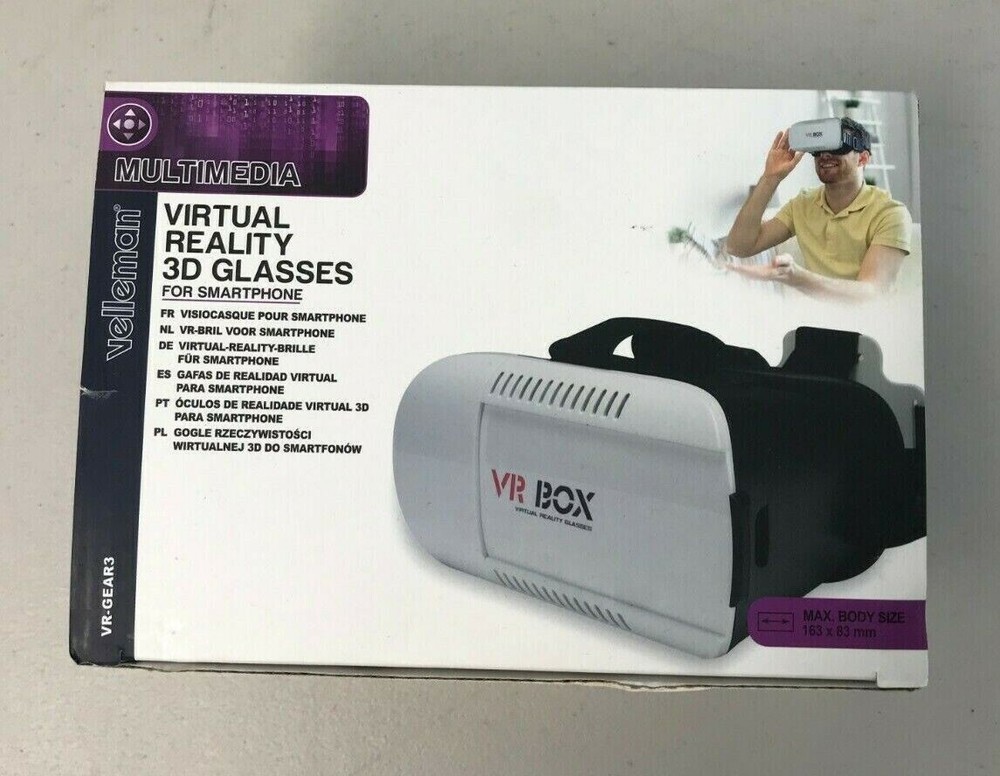 MULTIMEDIA
velleman®
VIRTUAL
REALITY
3D GLASSES
FOR SMARTPHONE
FR VISIOCASQUE POUR SMARTPHONE
NL VR-BRIL VOOR SMARTPHONE
DE VIRTUAL-REALITY-BRILLE
FÜR SMARTPHONE
ES GAFAS DE REALIDAD VIRTUAL
PARA SMARTPHONE
PT ÓCULOS DE REALIDADE VIRTUAL 3D
PARA SMARTPHONE
PL GOGLE RZECZYWISTOŚCI
WIRTUALNEJ 3D DO SMARTFONÓW
VR-GEAR3
VR BOX
VR BOX
VIRTUAL REALITY GLASSES
MAX. BODY SIZE
163 x 83 mm